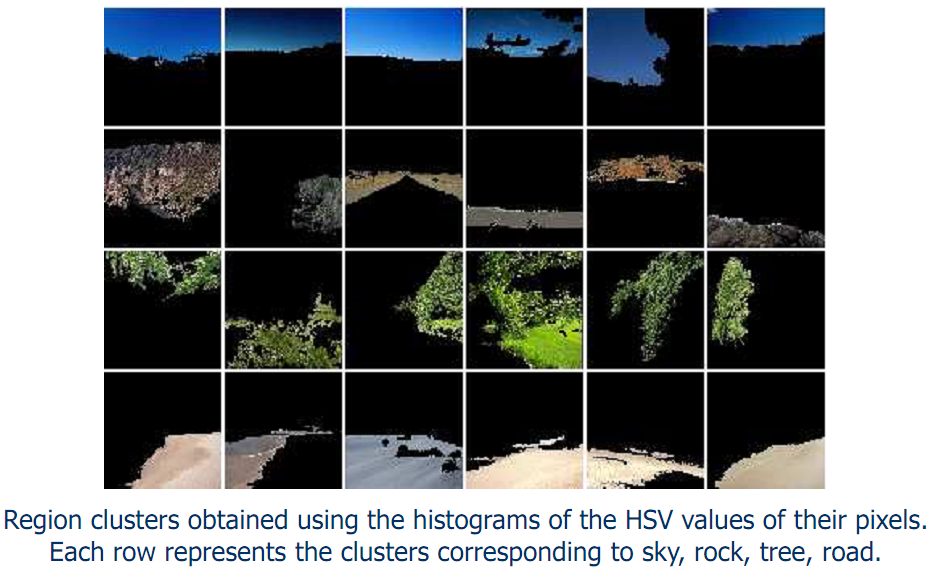 Region clusters obtained using the histograms of the HSV values of their pixels.
Each row represents the clusters corresponding to sky, rock, tree, road.